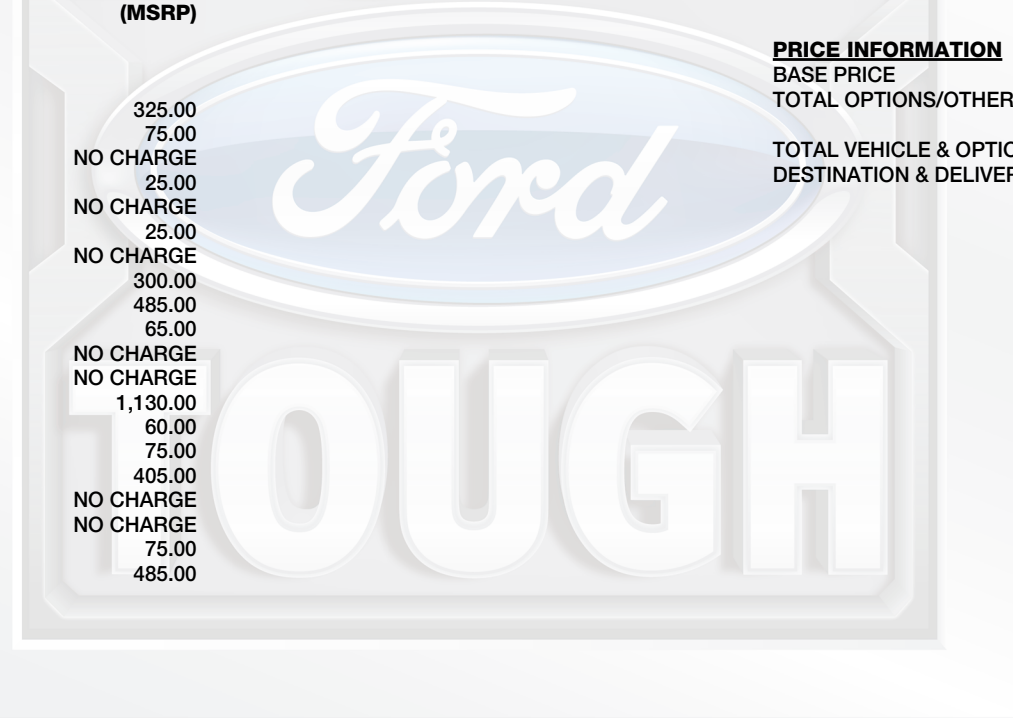 (MSRP)
325.00
75.00
NO CHARGE
25.00
NO CHARGE
25.00
NO CHARGE
300.00
485.00
65.00
NO CHARGE
NO CHARGE
1,130.00
60.00
75.00
405.00
NO CHARGE
NO CHARGE
75.00
485.00
PRICE INFORMATION
BASE PRICE
TOTAL OPTIONS/OTHER
TOTAL VEHICLE & OPTIO
DESTINATION & DELIVER
Ford
TOUGH